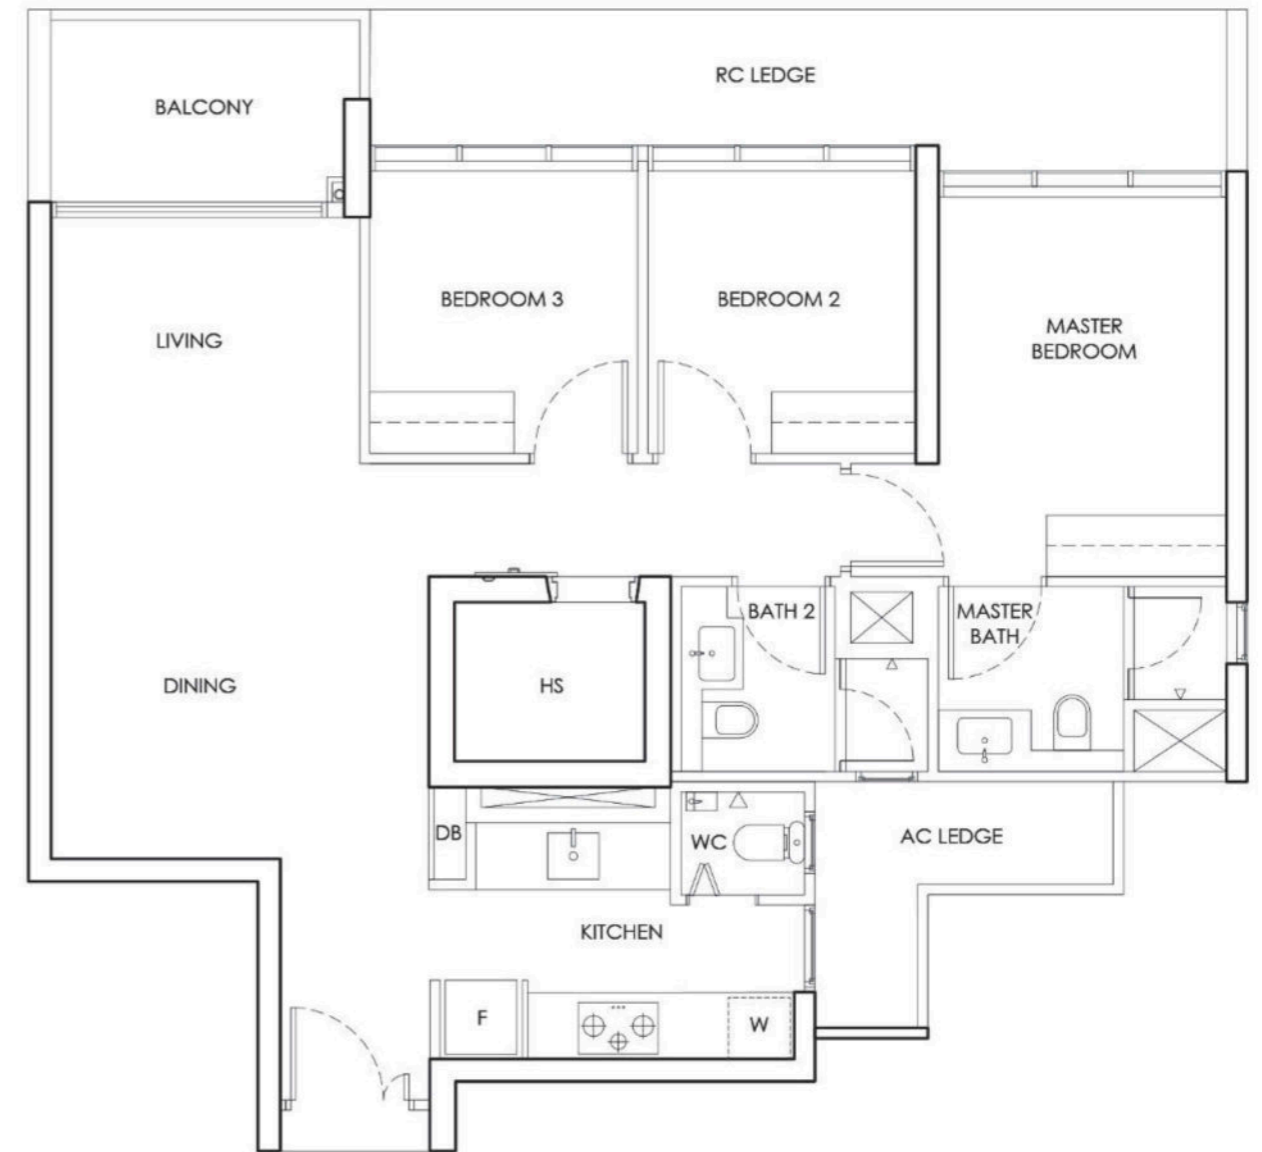 RC LEDGE
BALCONY
BEDROOM 3
BEDROOM 2
MASTER
BEDROOM
LIVING
BATH 2
MASTER
BATH
DINING
HS
DB
WC
AC LEDGE
KITCHEN
F
W